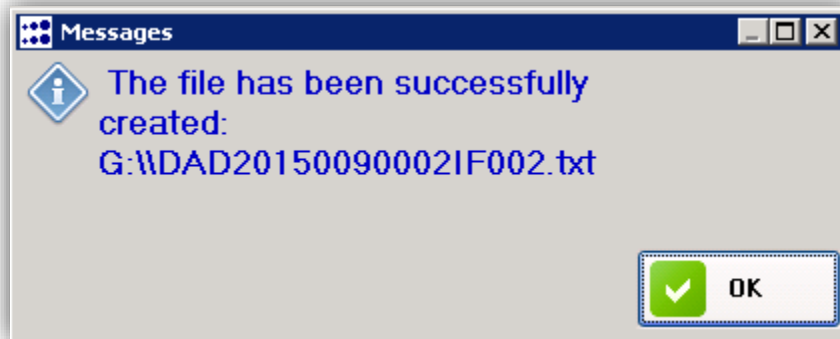 Messages
The file has been successfully
created:
G:\\DAD20150090002IF002.txt
OK